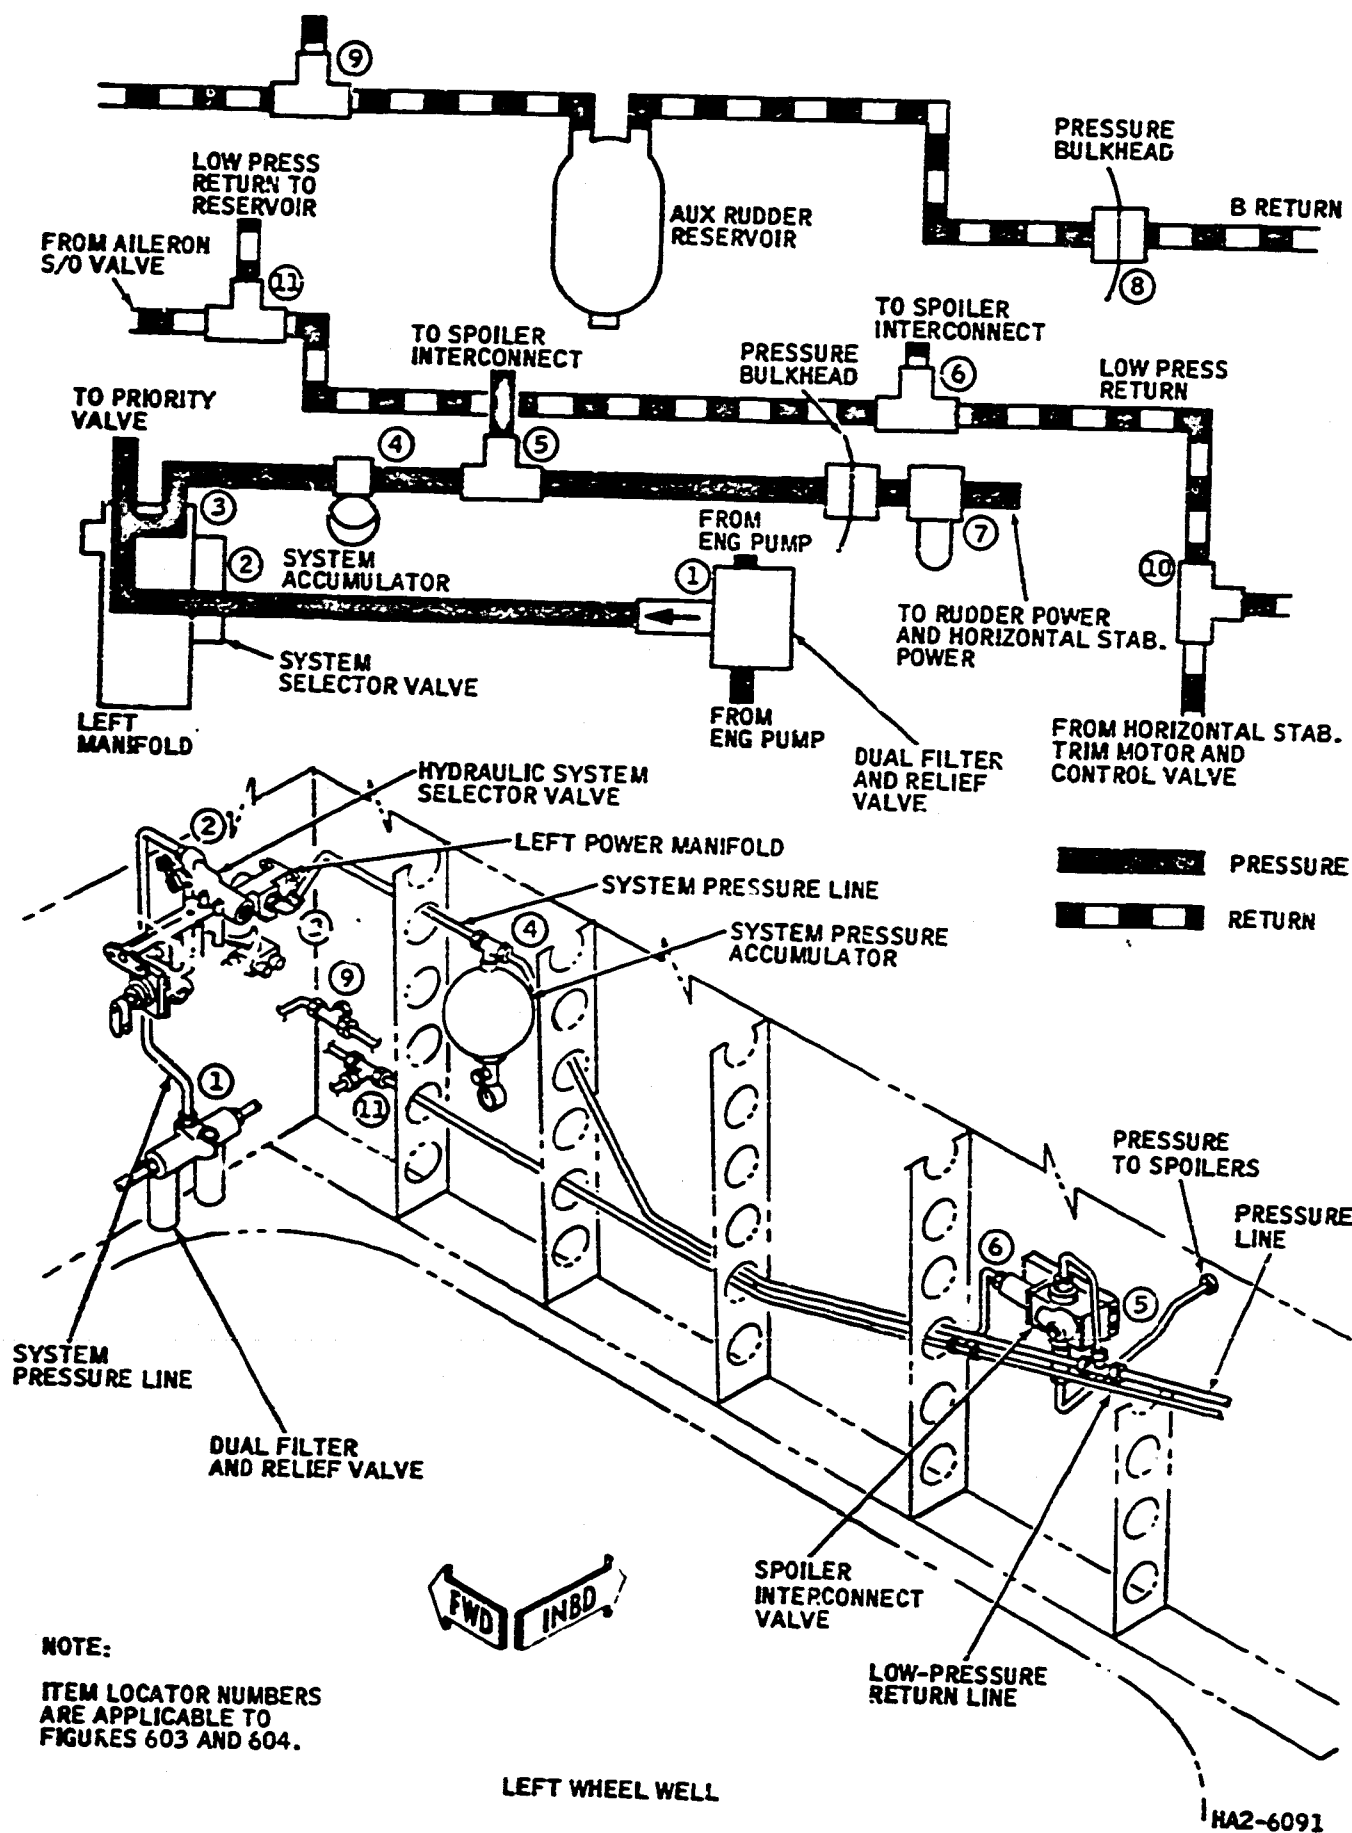 9
PRESSURE
BULKHEAD
LOW PRESS
RETURN TO
RESERVOIR
AUX RUDDER
RESERVOIR
B RETURN
FROM AILERON
S/O VALVE
11
8
TO SPOILER
INTERCONNECT
TO SPOILER
INTERCONNECT
PRESSURE
BULKHEAD
6
LOW PRESS
RETURN
TO PRIORITY
VALVE
4
5
3
FROM
ENG PUMP
7
2
SYSTEM
ACCUMULATOR
1
10
TO RUDDER POWER
AND HORIZONTAL STAB.
POWER
SYSTEM
SELECTOR VALVE
LEFT
MANIFOLD
FROM
ENG PUMP
DUAL FILTER
AND RELIEF
VALVE
FROM HORIZONTAL STAB.
TRIM MOTOR AND
CONTROL VALVE
HYDRAULIC SYSTEM
SELECTOR VALVE
2
LEFT POWER MANIFOLD
PRESSURE
SYSTEM PRESSURE LINE
RETURN
3
4
SYSTEM PRESSURE
ACCUMULATOR
9
1
11
PRESSURE
TO SPOILERS
PRESSURE
LINE
6
5
SYSTEM
PRESSURE LINE
DUAL FILTER
AND RELIEF VALVE
SPOILER
INTERCONNECT
VALVE
FWD
INBD
LOW-PRESSURE
RETURN LINE
NOTE:
ITEM LOCATOR NUMBERS
ARE APPLICABLE TO
FIGURES 603 AND 604.
LEFT WHEEL WELL
HA2-6091